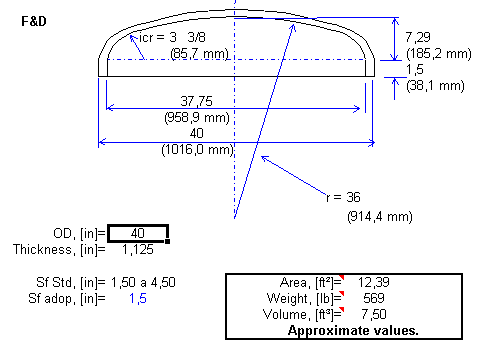 F&D
icr = 3 3/8
(85,7 mm)
7,29
(185,2 mm)
1,5
(38,1 mm)
37,75
(958,9 mm)
40
(1016,0 mm)
r = 36
(914,4 mm)
OD, [in]= 40
Thickness, [in]= 1,125
Sf Std, [in]= 1,50 a 4,50
Sf adop, [in]= 1,5
Area, [ft²]= 12,39
Weight, [lb]= 569
Volume, [ft³]= 7,50
Approximate values.